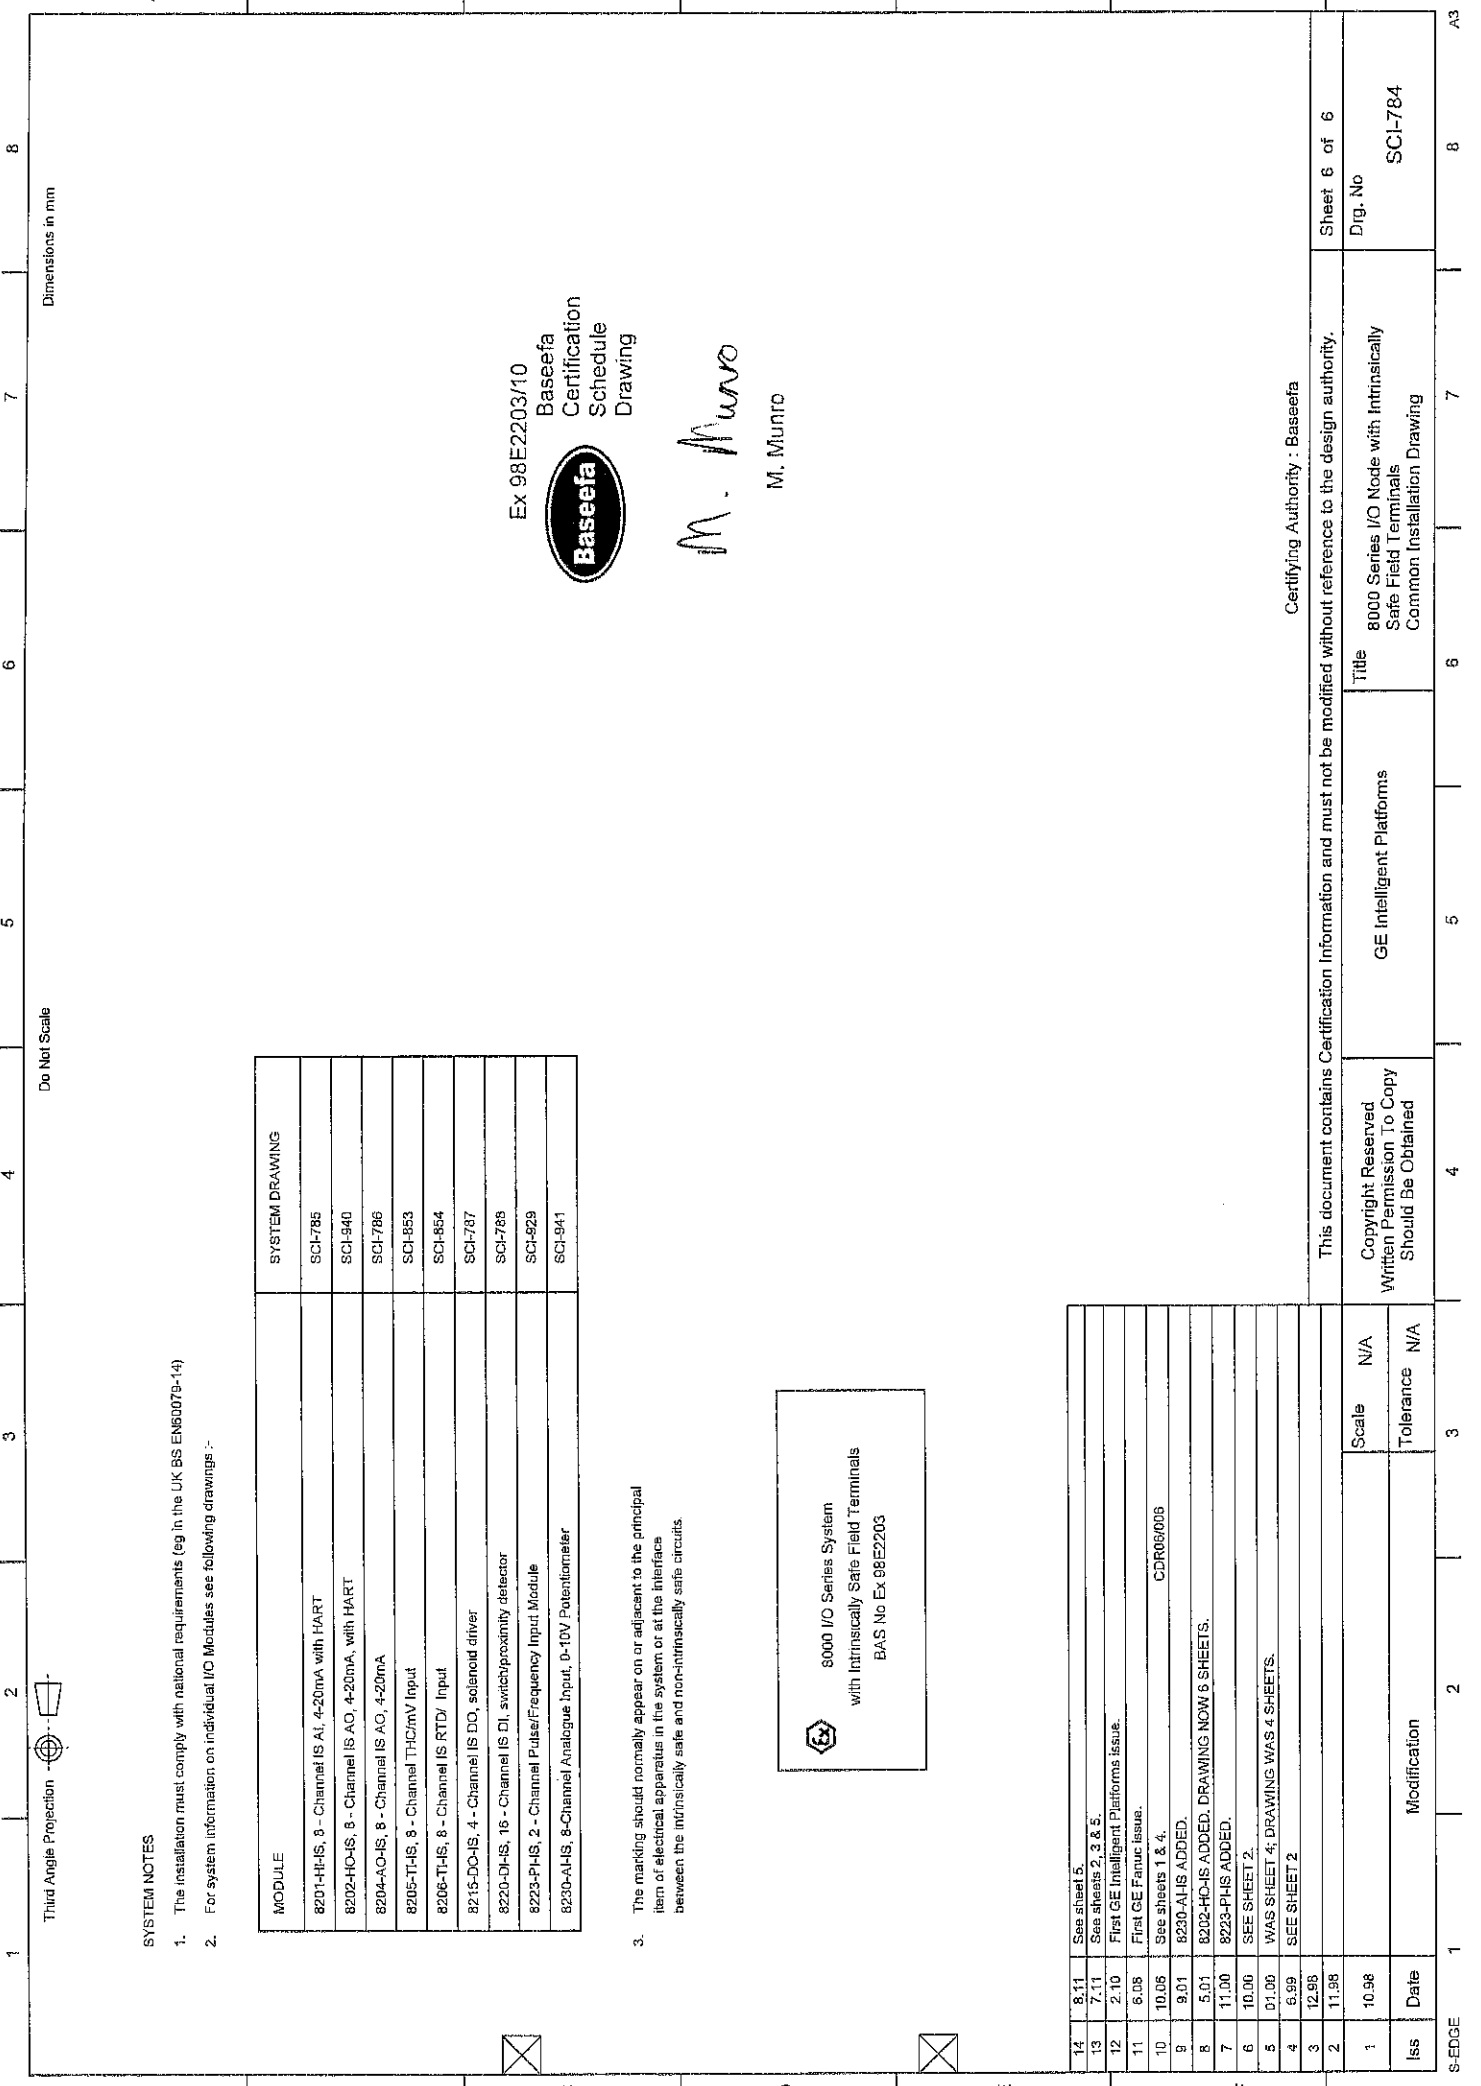 1 2 3 4 5 6 7 8
Third Angle Projection
Do Not Scale
Dimensions in mm
SYSTEM NOTES
1. The installation must comply with national requirements (eg in the UK BS EN60079-14)
2. For system information on individual I/O Modules see following drawings :-
MODULE SYSTEM DRAWING
8201-HI-IS, 8 - Channel IS AI, 4-20mA with HART SCI-785
8202-HO-IS, 8 - Channel IS AO, 4-20mA, with HART SCI-940
8204-AO-IS, 8 - Channel IS AO, 4-20mA SCI-786
8205-TI-IS, 8 - Channel THC/mV Input SCI-853
8206-TI-IS, 8 - Channel IS RTD/ Input SCI-854
8215-DO-IS, 4 - Channel IS DO, solenoid driver SCI-787
8220-DI-IS, 16 - Channel IS DI, switch/proximity detector SCI-788
8223-PI-IS, 2 - Channel Pulse/Frequency Input Module SCI-929
8230-AI-IS, 8-Channel Analogue Input, 0-10V Potentiometer SCI-941
3. The marking should normally appear on or adjacent to the principal
item of electrical apparatus in the system or at the interface
between the intrinsically safe and non-intrinsically safe circuits.
Ex 98E2203/10
Baseefa
Baseefa
Certification
Schedule
Drawing
M. Munro
M. Munro
8000 I/O Series System
with Intrinsically Safe Field Terminals
BAS No Ex 98E2203
Ex
14 8.11 See sheet 5.
13 7.11 See sheets 2, 3 & 5.
12 2.10 First GE Intelligent Platforms issue.
11 6.08 First GE Fanuc issue.
10 10.06 See sheets 1 & 4. CDR06/006
9 9.01 8230-AI-IS ADDED.
8 5.01 8202-HO-IS ADDED. DRAWING NOW 6 SHEETS.
7 11.00 8223-PI-IS ADDED.
6 10.00 SEE SHEET 2.
5 01.00 WAS SHEET 4; DRAWING WAS 4 SHEETS.
4 6.99 SEE SHEET 2
3 12.98
2 11.98
1 10.98
Iss Date Modification
Scale N/A
Tolerance N/A
Certifying Authority : Baseefa
This document contains Certification Information and must not be modified without reference to the design authority.
Sheet 6 of 6
Copyright Reserved
Written Permission To Copy
Should Be Obtained
GE Intelligent Platforms
Title
8000 Series I/O Node with Intrinsically
Safe Field Terminals
Common Installation Drawing
Drg. No
SCI-784
S-EDGE 1 2 3 4 5 6 7 8 A3